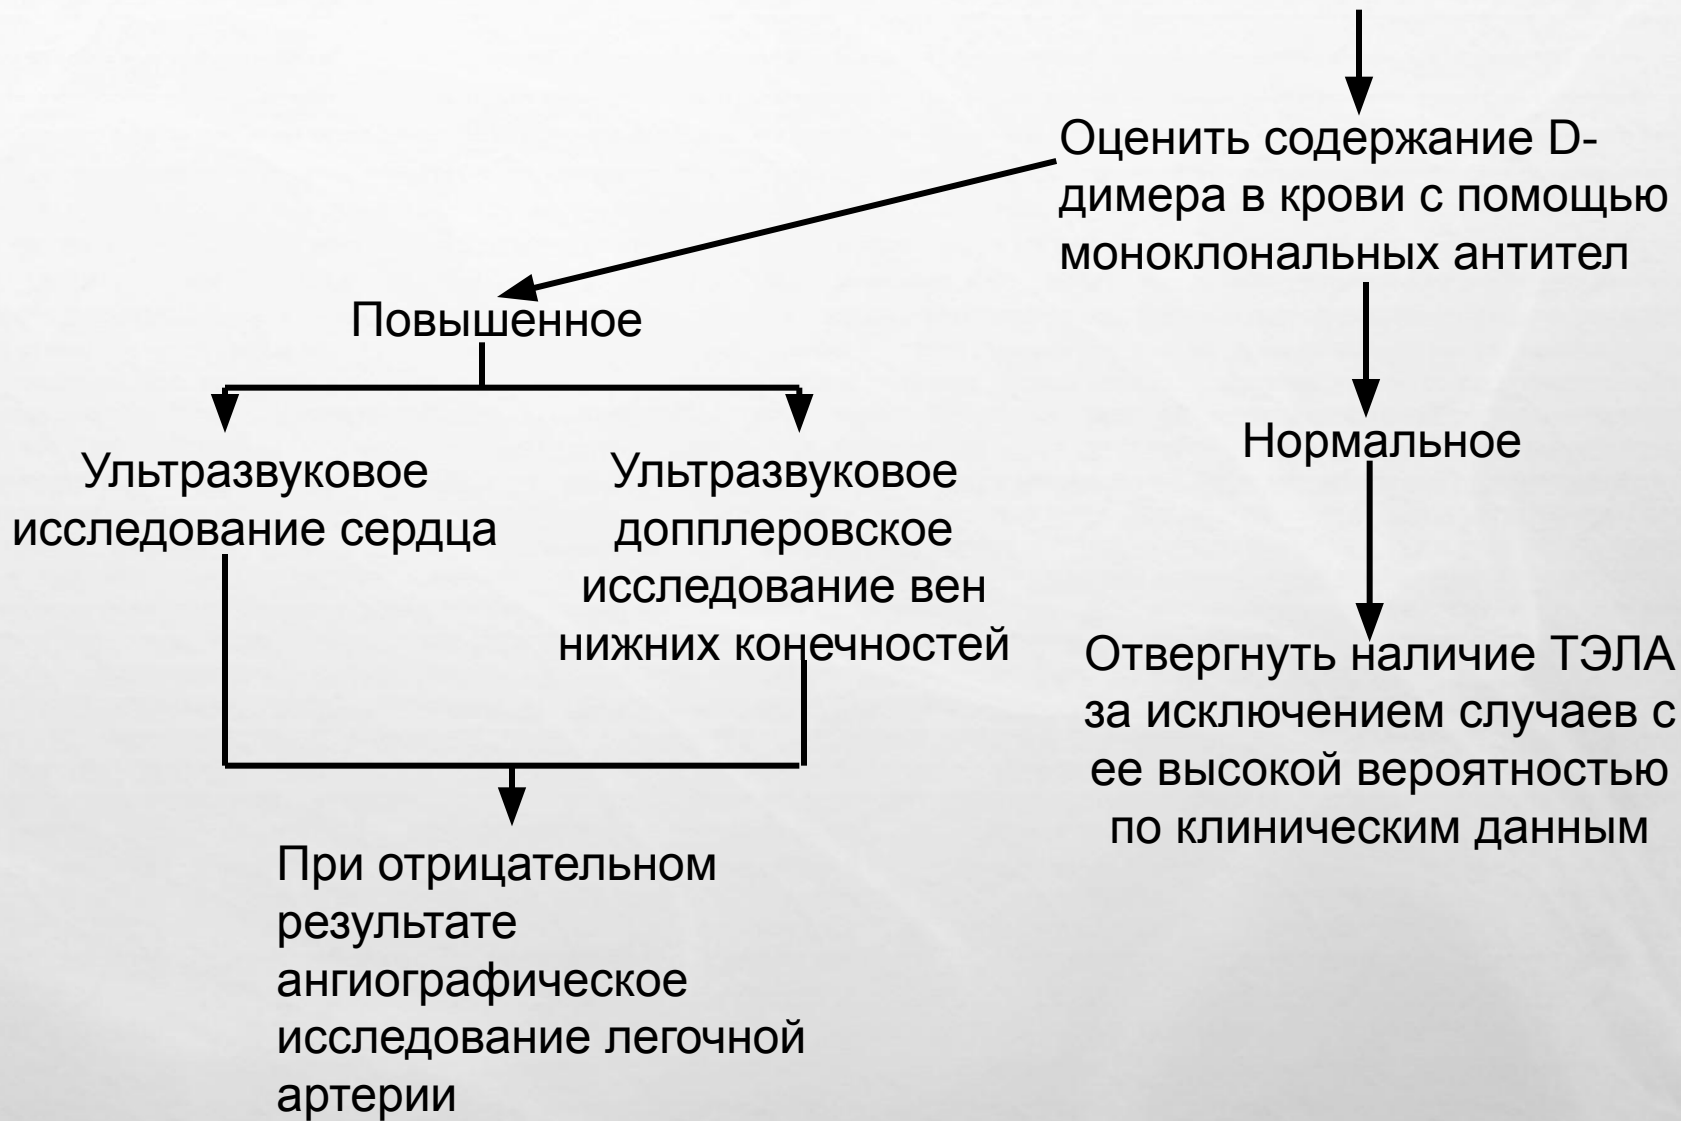 Оценить содержание D-
димера в крови с помощью
моноклональных антител
Повышенное
Нормальное
Ультразвуковое
исследование сердца
Ультразвуковое
допплеровское
исследование вен
нижних конечностей
Отвергнуть наличие ТЭЛА
за исключением случаев с
ее высокой вероятностью
по клиническим данным
При отрицательном
результате
ангиографическое
исследование легочной
артерии